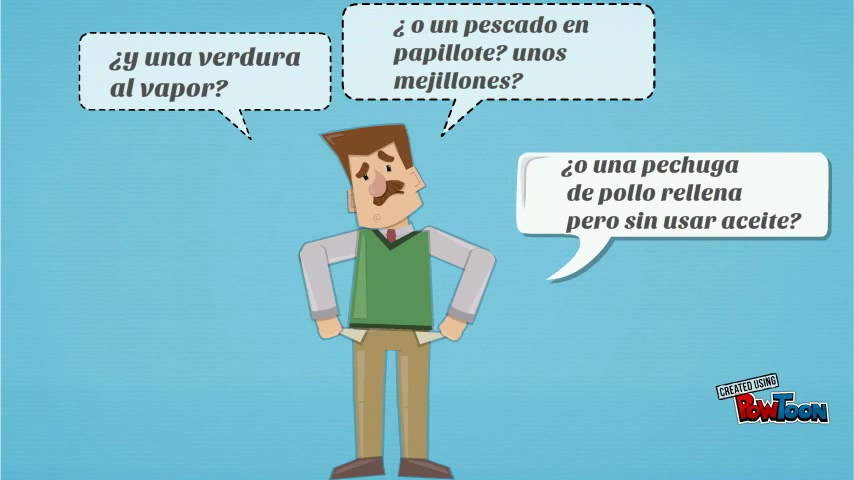 ¿y una verdura
al vapor?
¿ o un pescado en
papillote? unos
mejillones?
¿o una pechuga
de pollo rellena
pero sin usar aceite?
CREATED USING
POWTOON